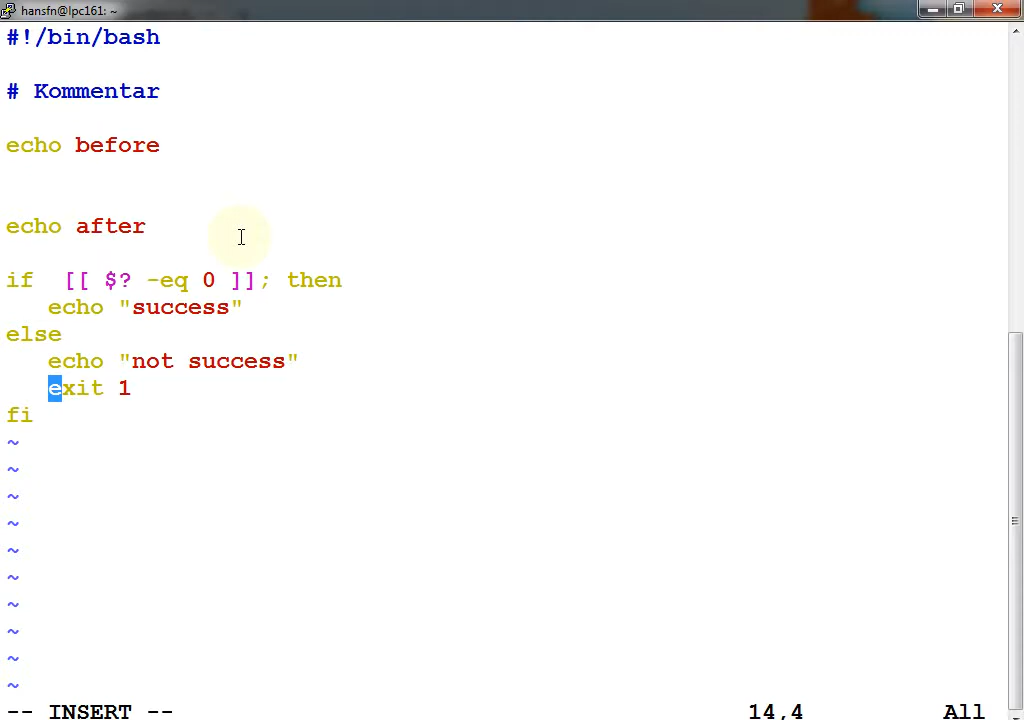 hansfn@lpc161: ~
#!/bin/bash
# Kommentar
echo before
echo after
if  [[ $? -eq 0 ]]; then
   echo "success"
else
   echo "not success"
   exit 1
fi
~
~
~
~
~
~
~
~
~
~
-- INSERT --                14,4          All